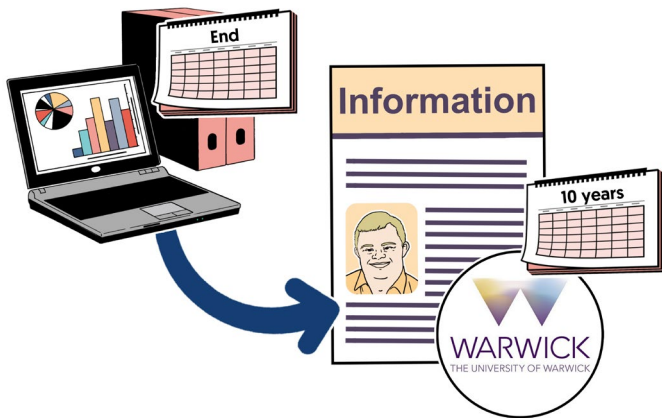 End
Information
10 years
WARWICK
THE UNIVERSITY OF WARWICK